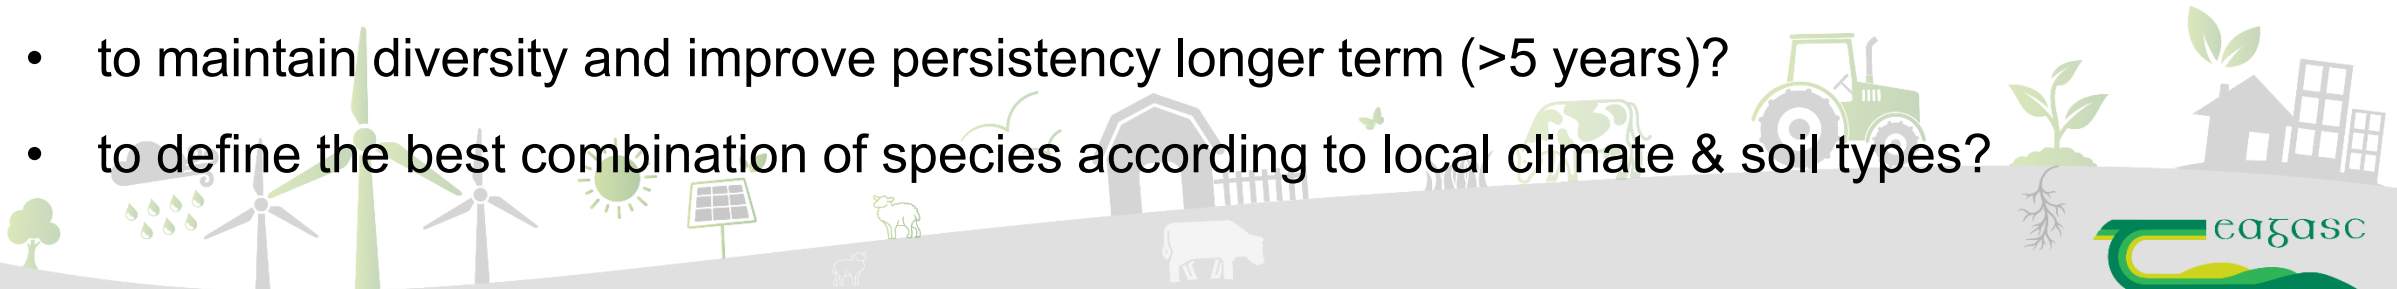 • to maintain diversity and improve persistency longer term (>5 years)?
• to define the best combination of species according to local climate & soil types?
eagasc